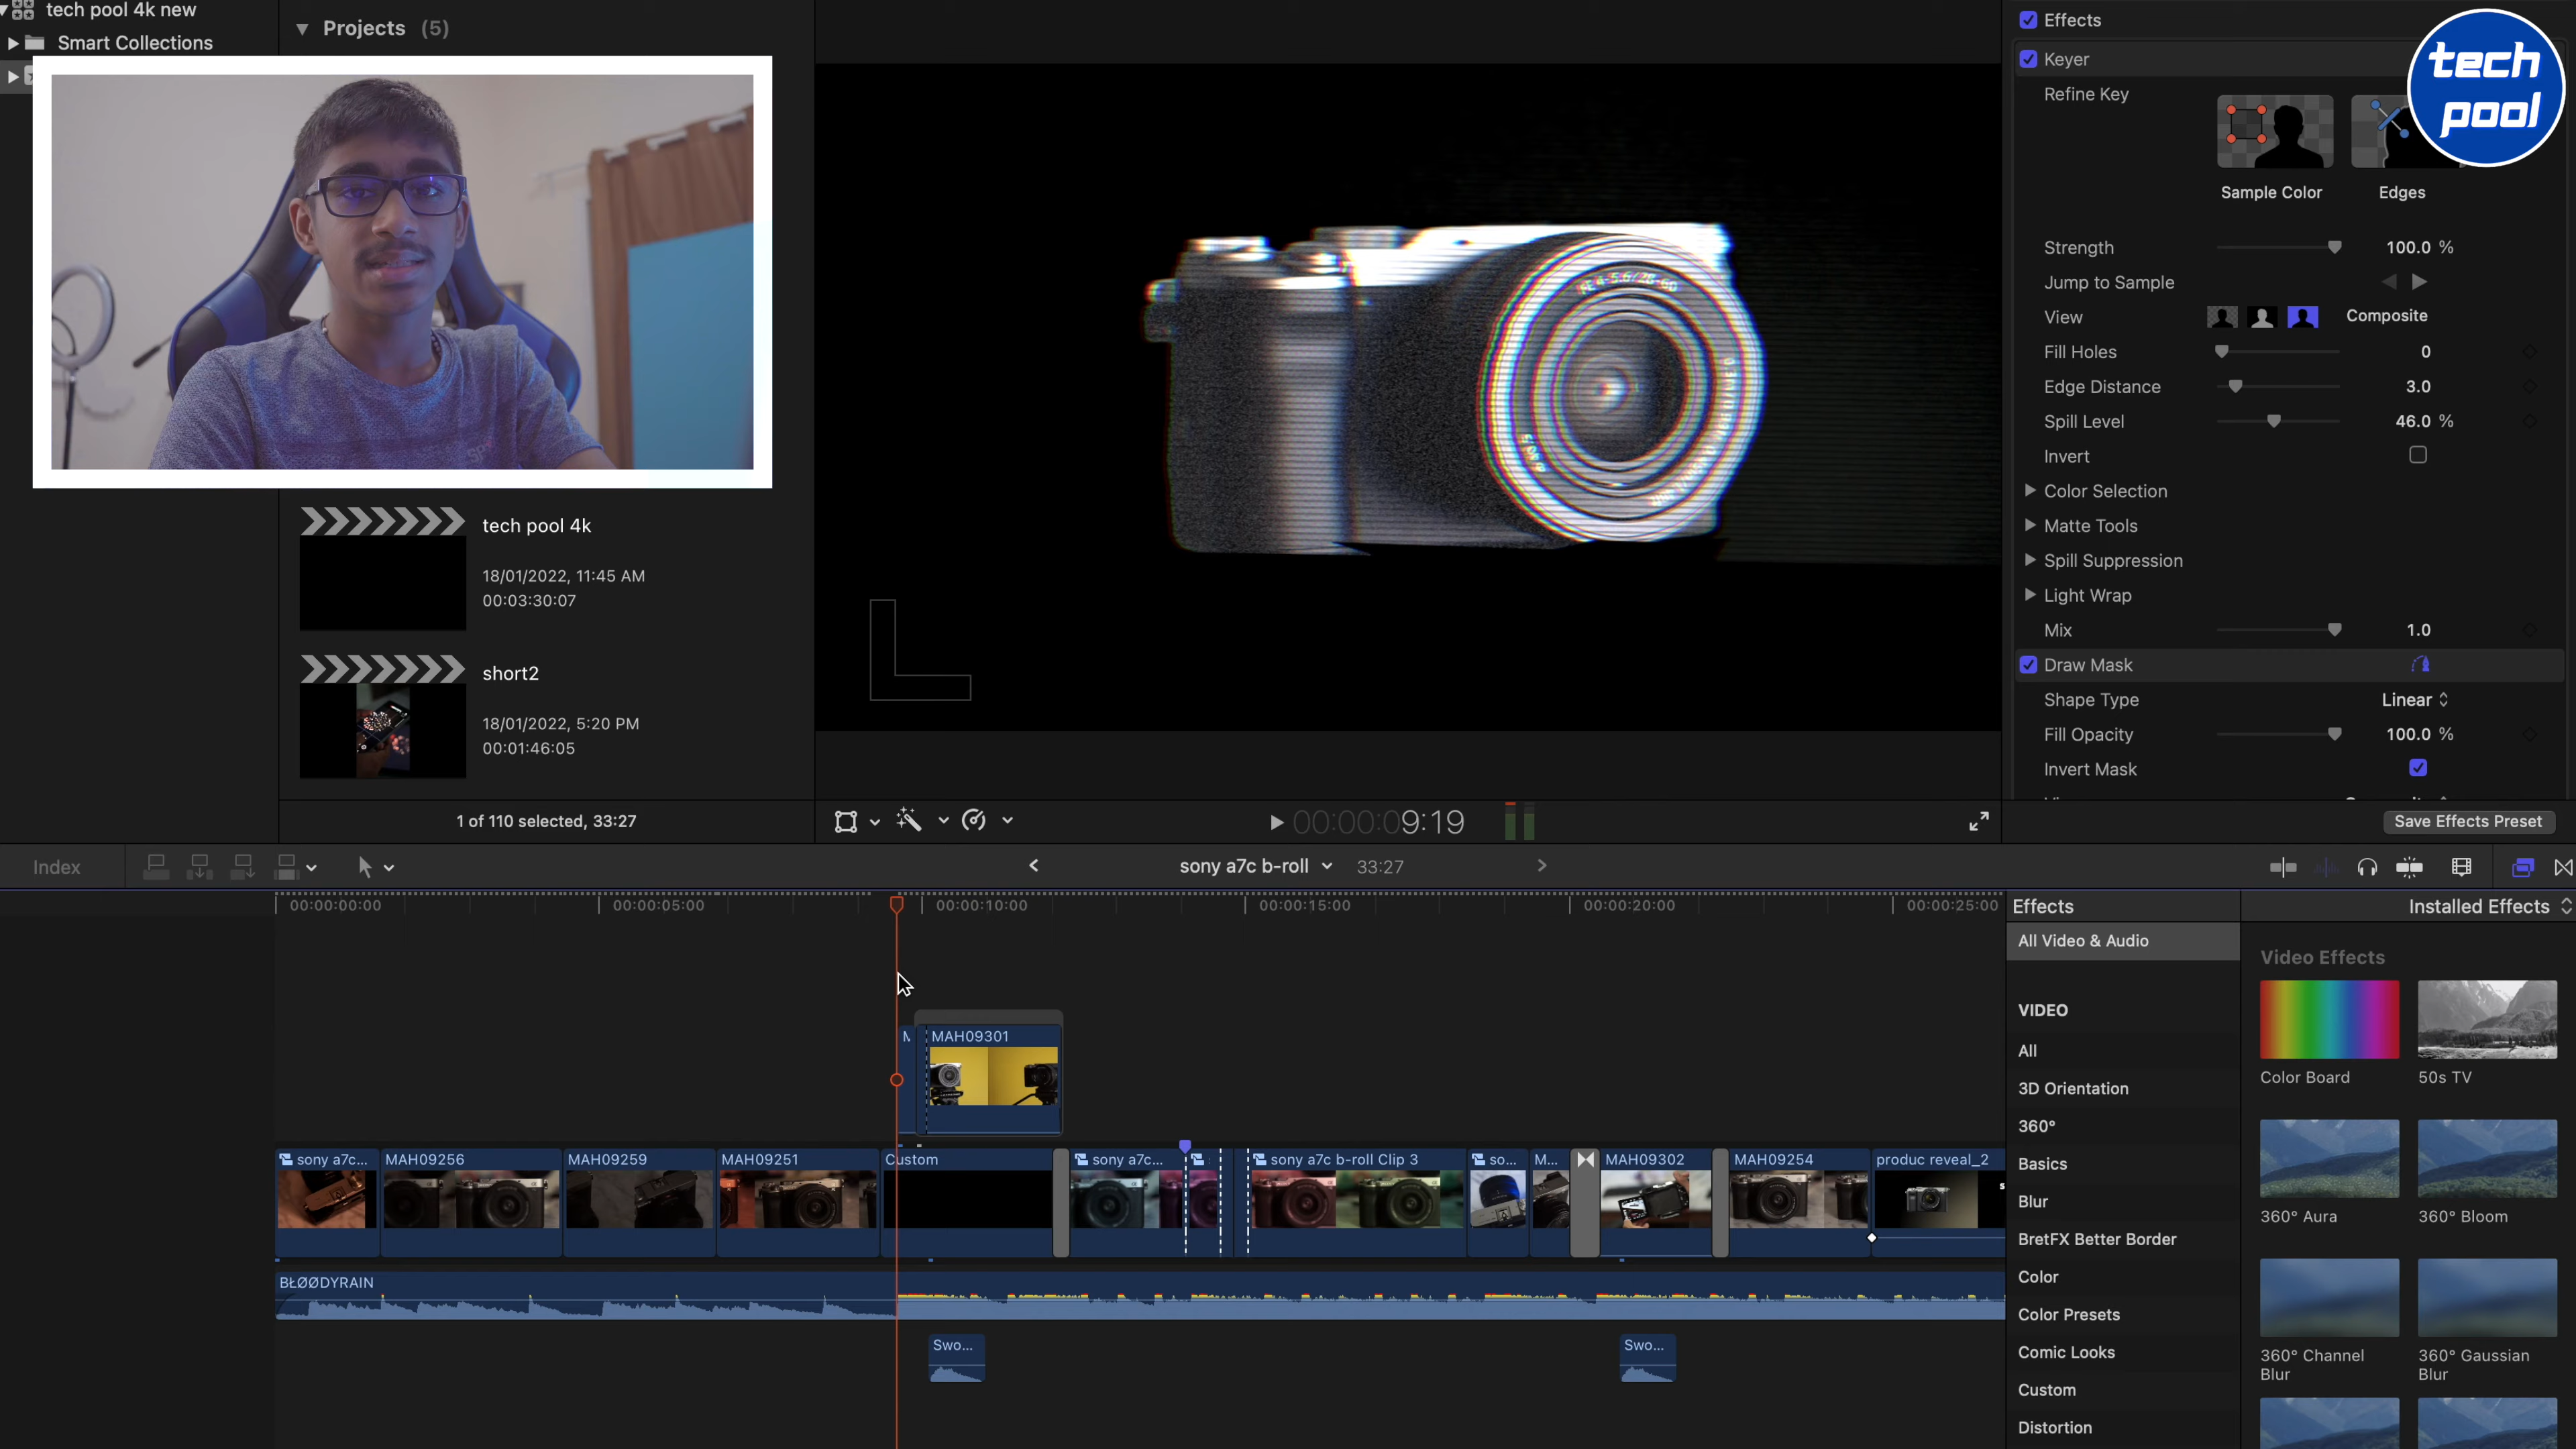 tech pool 4k new
Smart Collections
Projects (5)
tech pool 4k
18/01/2022, 11:45 AM
00:03:30:07
short2
18/01/2022, 5:20 PM
00:01:46:05
1 of 110 selected, 33:27
FE 4-5.6/28-60
00:00:09:19
Effects
Keyer
Refine Key
Sample Color
Edges
tech
pool
Strength 100.0 %
Jump to Sample
View Composite
Fill Holes 0
Edge Distance 3.0
Spill Level 46.0 %
Invert
Color Selection
Matte Tools
Spill Suppression
Light Wrap
Mix 1.0
Draw Mask
Shape Type Linear
Fill Opacity 100.0 %
Invert Mask
Save Effects Preset
Index
sony a7c b-roll 33:27
00:00:00:00 00:00:05:00 00:00:10:00 00:00:15:00 00:00:20:00 00:00:25:00
M MAH09301
sony a7c... MAH09256 MAH09259 MAH09251 Custom sony a7c... sony a7c b-roll Clip 3 so... M... MAH09302 MAH09254 produc reveal_2
BŁØØDYRAIN
Swo... Swo...
Effects
Installed Effects
All Video & Audio
VIDEO
All
3D Orientation
360°
Basics
Blur
BretFX Better Border
Color
Color Presets
Comic Looks
Custom
Distortion
Video Effects
Color Board
50s TV
360° Aura
360° Bloom
360° Channel
Blur
360° Gaussian
Blur